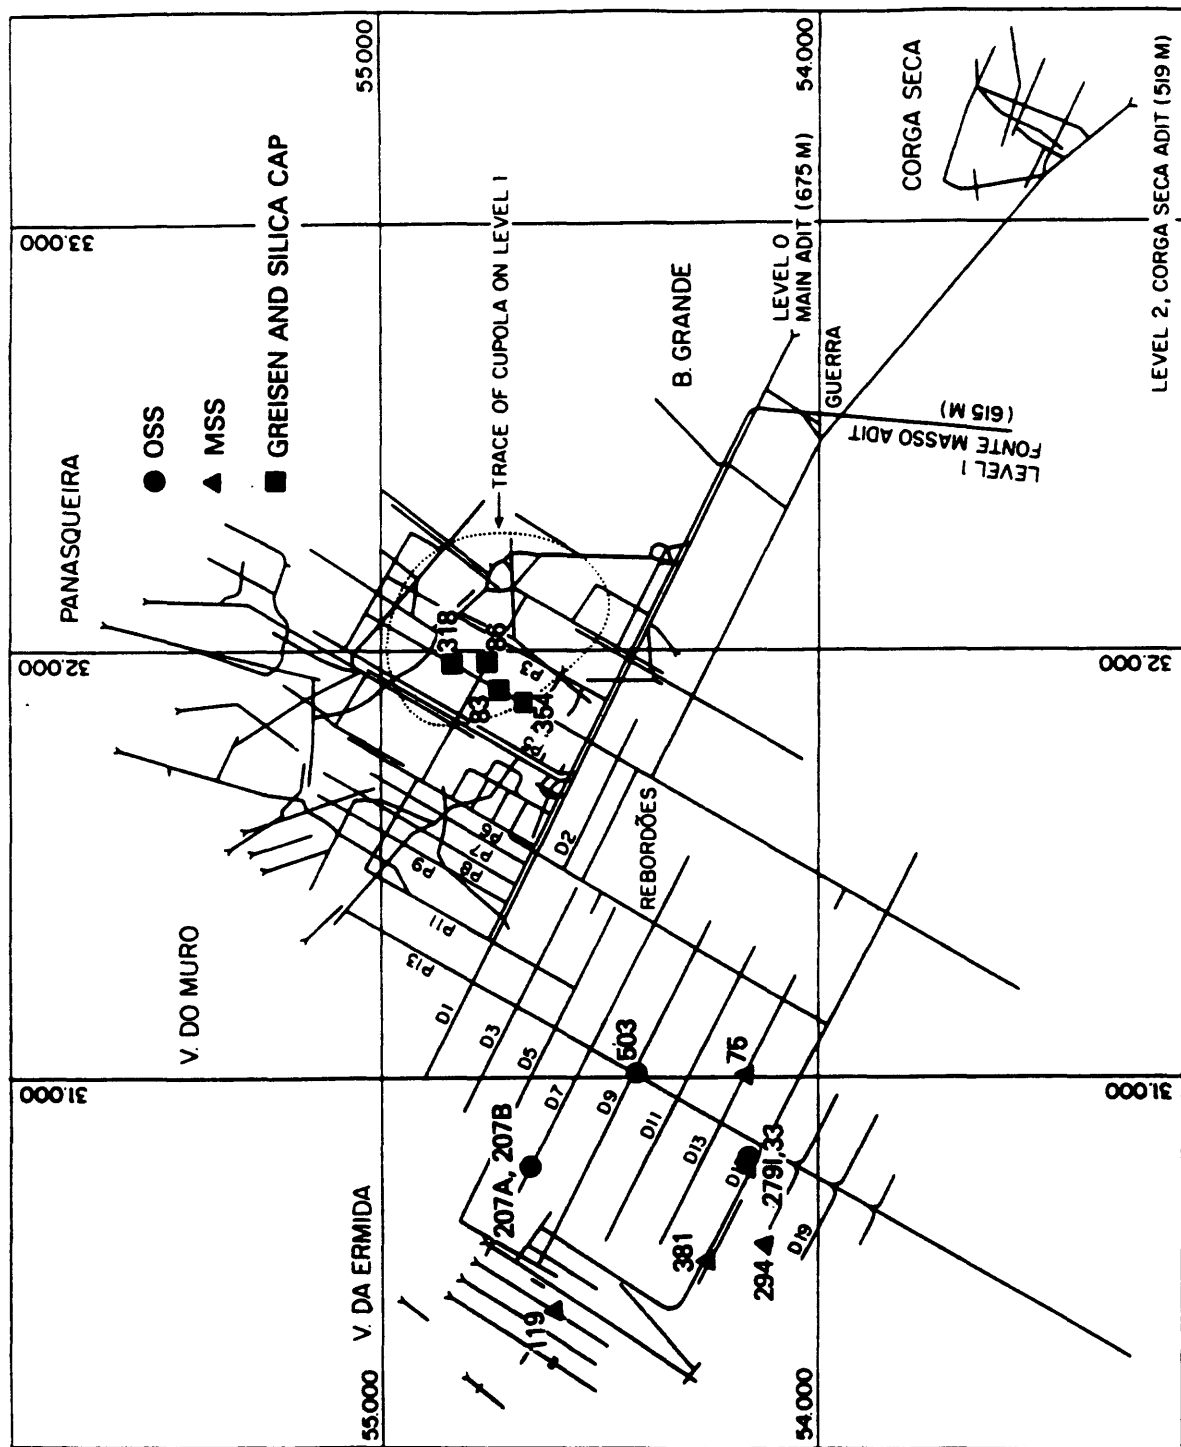 PANASQUEIRA
33.000
55.000
OSS
MSS
GREISEN AND SILICA CAP
TRACE OF CUPOLA ON LEVEL 1
B. GRANDE
LEVEL 0
MAIN ADIT (675 M)
54.000
CORGA SECA
LEVEL 2, CORGA SECA ADIT (519 M)
GUERRA
LEVEL 1
FONTE MASSO ADIT
(615 M)
32.000
32.000
318
86
83
354
P3
P5
P6
P7
P8
P9
P11
P13
V. DO MURO
D1
D2
D3
D5
D7
D9
D11
D13
D19
REBORDÕES
31.000
31.000
503
75
207A, 207B
279I,33
381
294
119
V. DA ERMIDA
55.000
54.000